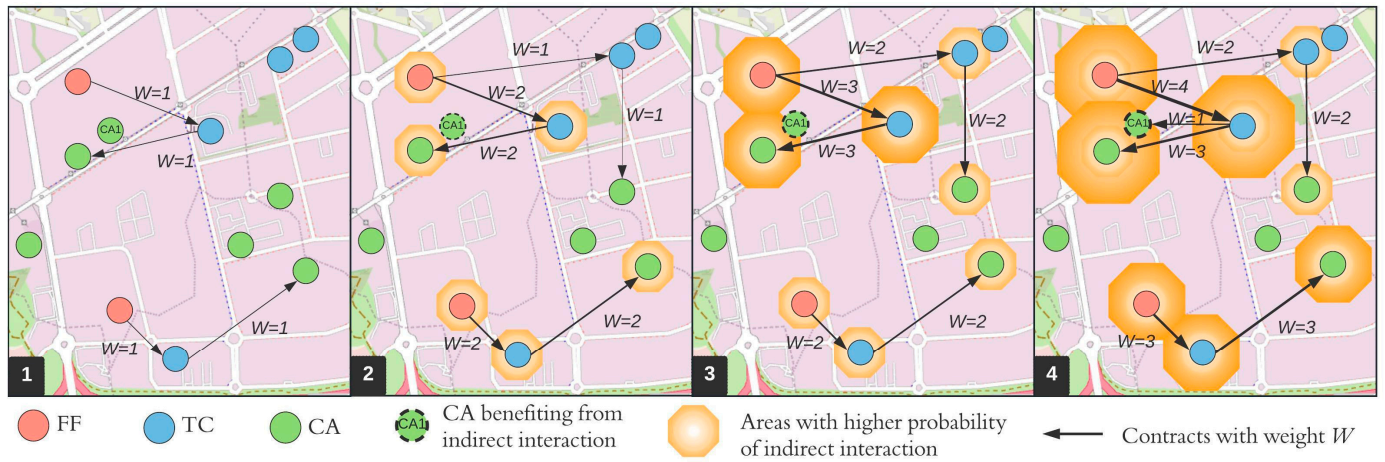 W=1
CA1
W=1
W=1
W=1
1
W=1
W=2
CA1
W=2
W=1
W=2
W=2
2
W=2
W=3
CA1
W=3
W=2
W=2
W=2
3
W=2
W=4
CA1
W=1
W=3
W=2
W=3
W=3
4
FF
TC
CA
CA1
CA benefiting from
indirect interaction
Areas with higher probability
of indirect interaction
Contracts with weight W